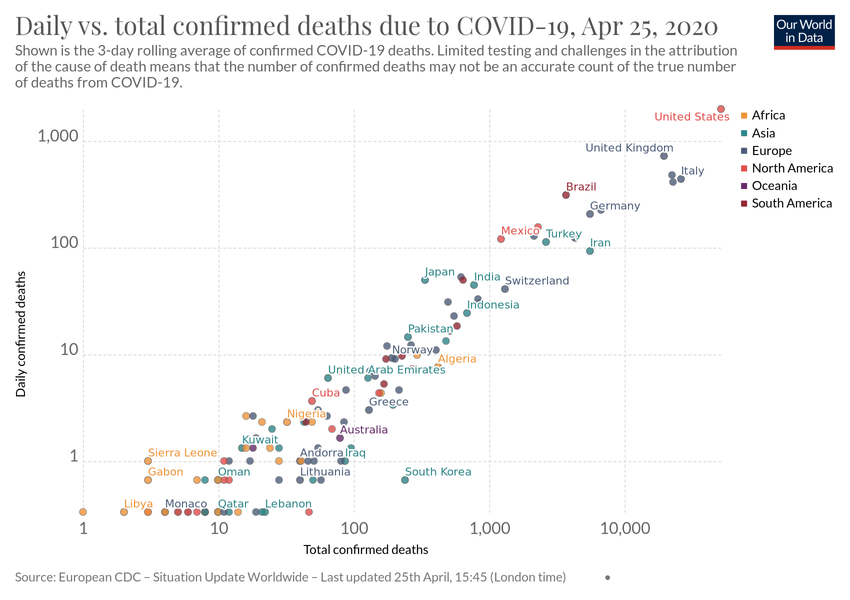 Daily vs. total confirmed deaths due to COVID-19, Apr 25, 2020
Our World
in Data
Shown is the 3-day rolling average of confirmed COVID-19 deaths. Limited testing and challenges in the attribution
of the cause of death means that the number of confirmed deaths may not be an accurate count of the true number
of deaths from COVID-19.
United States
Africa
Asia
Europe
North America
Oceania
South America
1,000
United Kingdom
Italy
Brazil
Germany
Mexico
Turkey
Iran
100
Japan
India
Switzerland
Indonesia
Pakistan
Norway
10
Algeria
United Arab Emirates
Cuba
Greece
Nigeria
Australia
Kuwait
Sierra Leone
Andorra
Iraq
1
Gabon
Oman
Lithuania
South Korea
Libya
Monaco
Qatar
Lebanon
1
10
100
1,000
10,000
Daily confirmed deaths
Total confirmed deaths
Source: European CDC – Situation Update Worldwide – Last updated 25th April, 15:45 (London time)